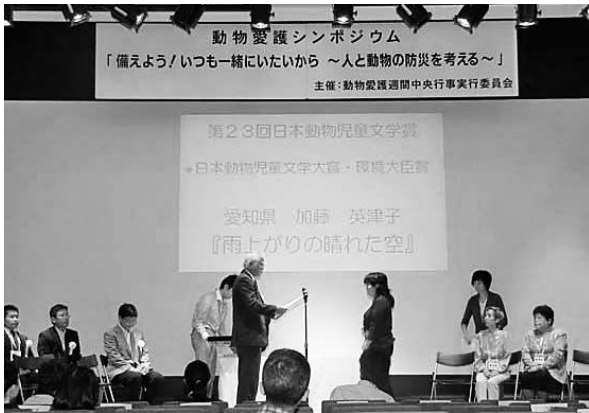 動物愛護シンポジウム
「備えよう！いつも一緒にいたいから ～人と動物の防災を考える～」
主催：動物愛護週間中央行事実行委員会
第２３回日本動物児童文学賞
★日本動物児童文学大賞・環境大臣賞
愛知県 加藤 英津子
『雨上がりの晴れた空』